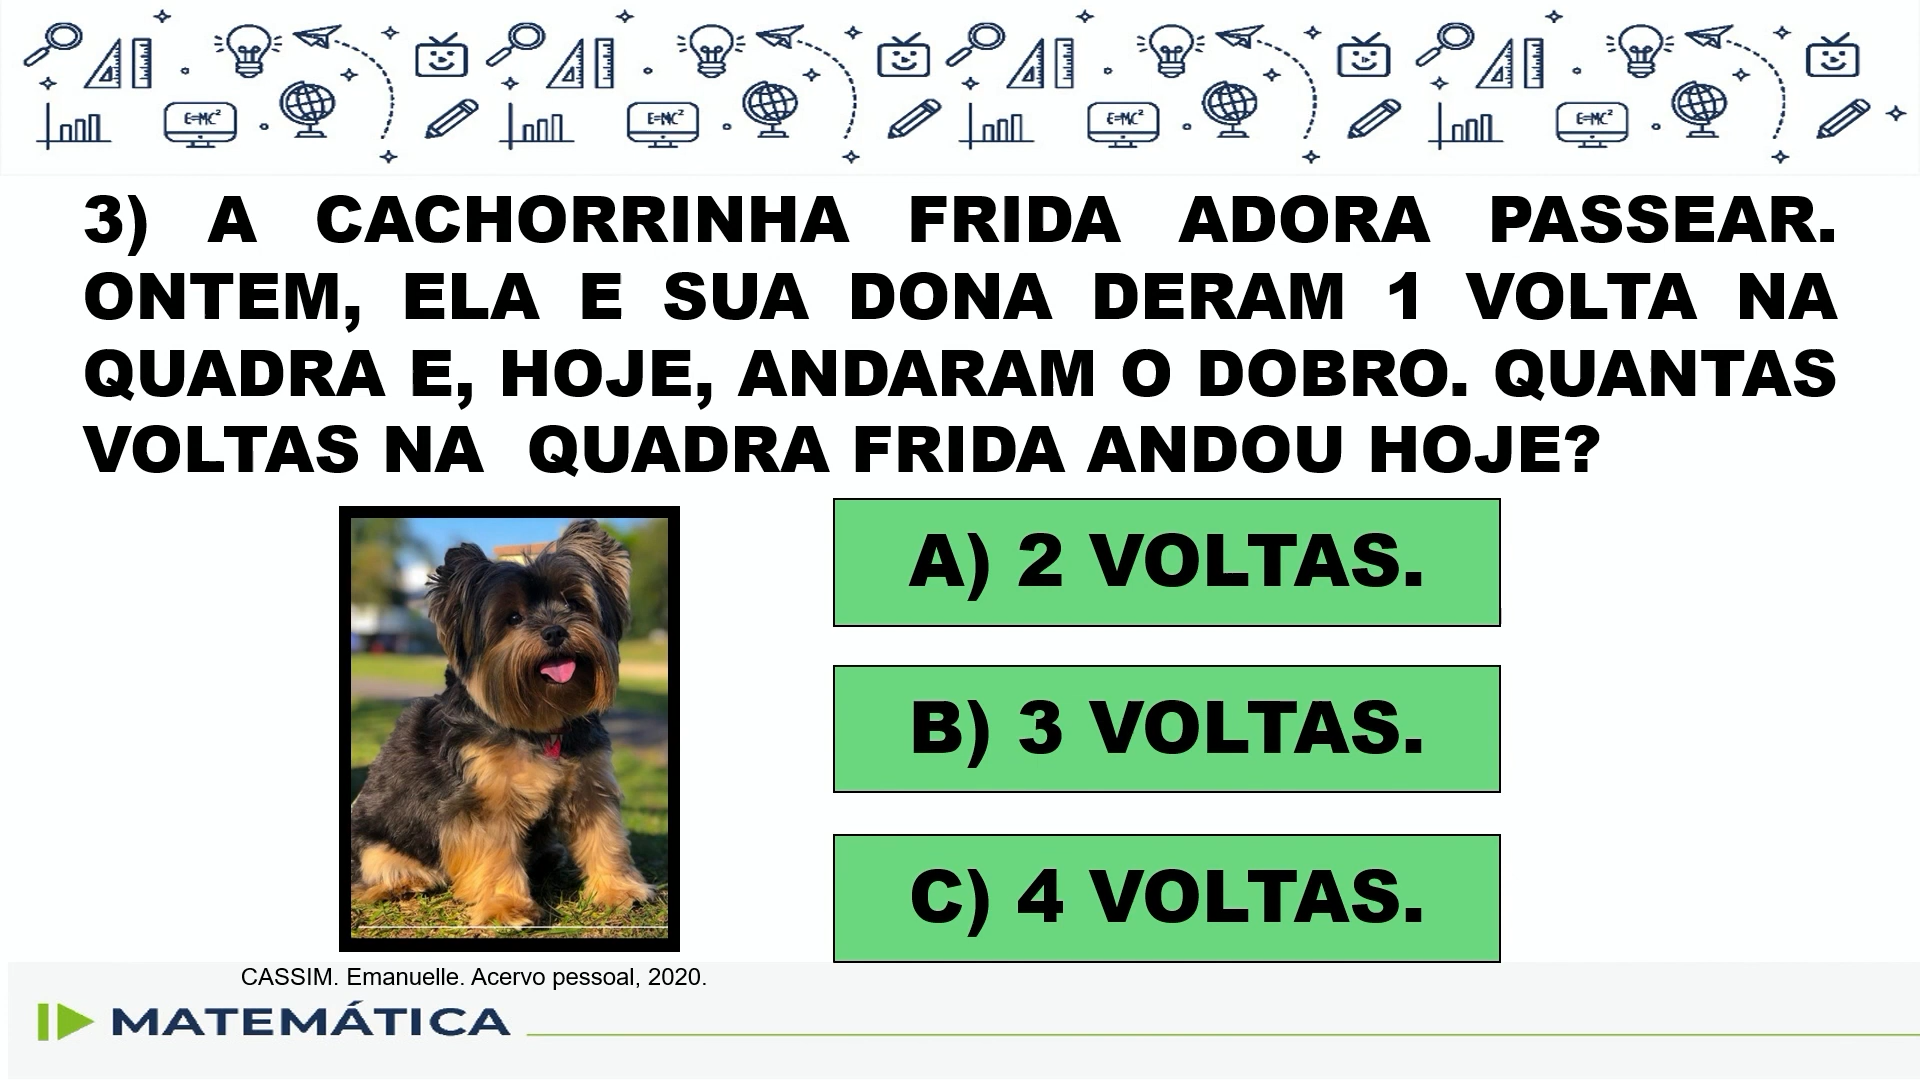 E=MC² E=MC² E=MC² E=MC²
3) A CACHORRINHA FRIDA ADORA PASSEAR.
ONTEM, ELA E SUA DONA DERAM 1 VOLTA NA
QUADRA E, HOJE, ANDARAM O DOBRO. QUANTAS
VOLTAS NA QUADRA FRIDA ANDOU HOJE?
A) 2 VOLTAS.
B) 3 VOLTAS.
C) 4 VOLTAS.
CASSIM. Emanuelle. Acervo pessoal, 2020.
MATEMÁTICA